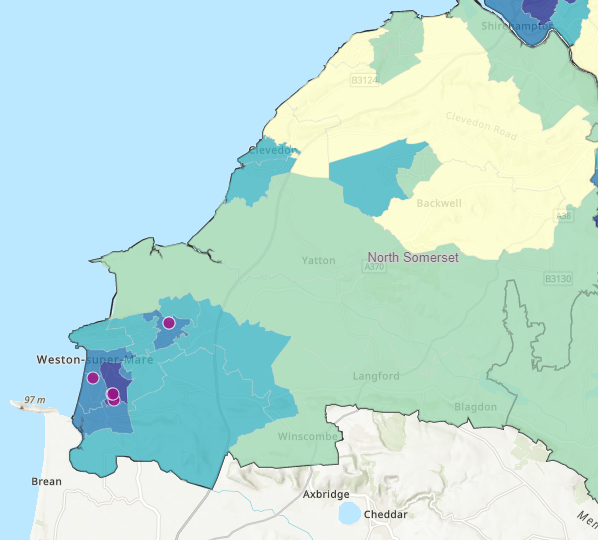 Shirehampton
B3124
Clevedon Road
Clevedon
Backwell
A38
North Somerset
Yatton
A370
B3130
Weston-super-Mare
Langford
97 m
Blagdon
Winscombe
Brean
Axbridge
Cheddar
Men